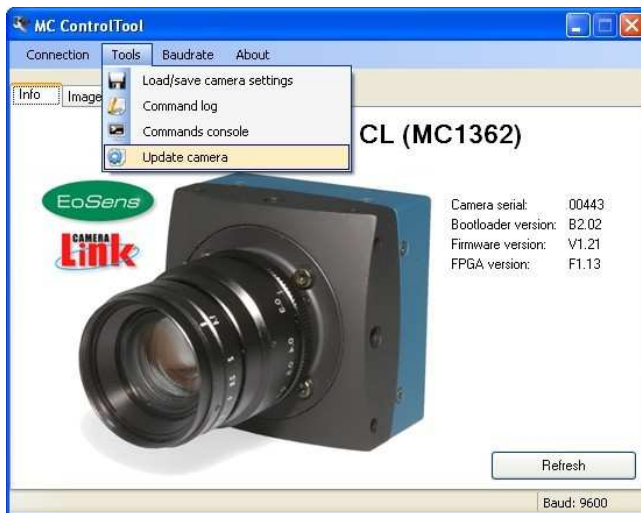 MC ControlTool
Connection Tools Baudrate About
Load/save camera settings
Command log
Commands console
Update camera
Info Image
CL (MC1362)
EoSens
CAMERA
Link
Camera serial: 00443
Bootloader version: B2.02
Firmware version: V1.21
FPGA version: F1.13
Refresh
Baud: 9600